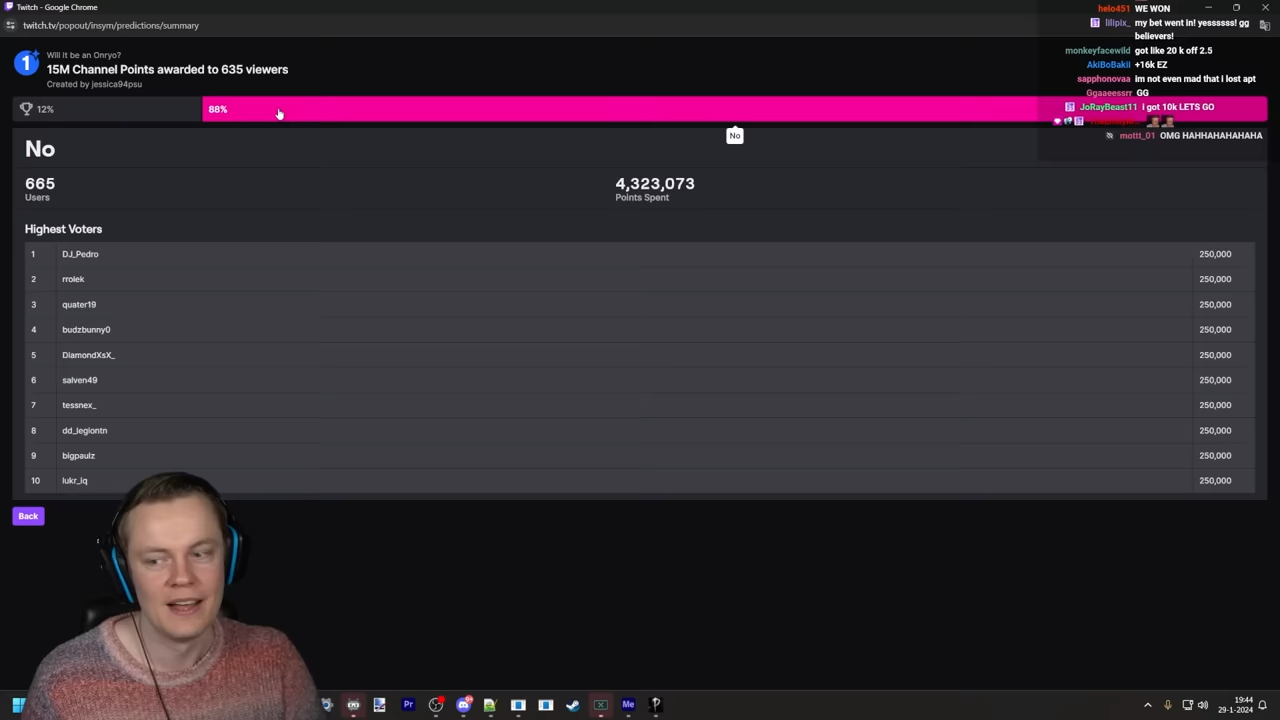 Twitch - Google Chrome
twitch.tv/popout/insym/predictions/summary
Will it be an Onryo?
15M Channel Points awarded to 635 viewers
Created by jessica94psu
12%
88%
No
No
665
Users
4,323,073
Points Spent
Highest Voters
1 DJ_Pedro 250,000
2 rrolek 250,000
3 quater19 250,000
4 budzbunny0 250,000
5 DiamondXsX_ 250,000
6 salven49 250,000
7 tessnex_ 250,000
8 dd_legiontn 250,000
9 bigpaulz 250,000
10 lukr_iq 250,000
Back
helo451 WE WON
lilipix_ my bet went in! yessssss! gg
believers!
monkeyfacewild got like 20 k off 2.5
AkiBoBakii +16k EZ
sapphonovaa im not even mad that i lost apt
Ggaaeessrr GG
JoRayBeast11 i got 10k LETS GO
mottt_01 OMG HAHHAHAHAHAHA
Pr
Me
19:44
29-1-2024